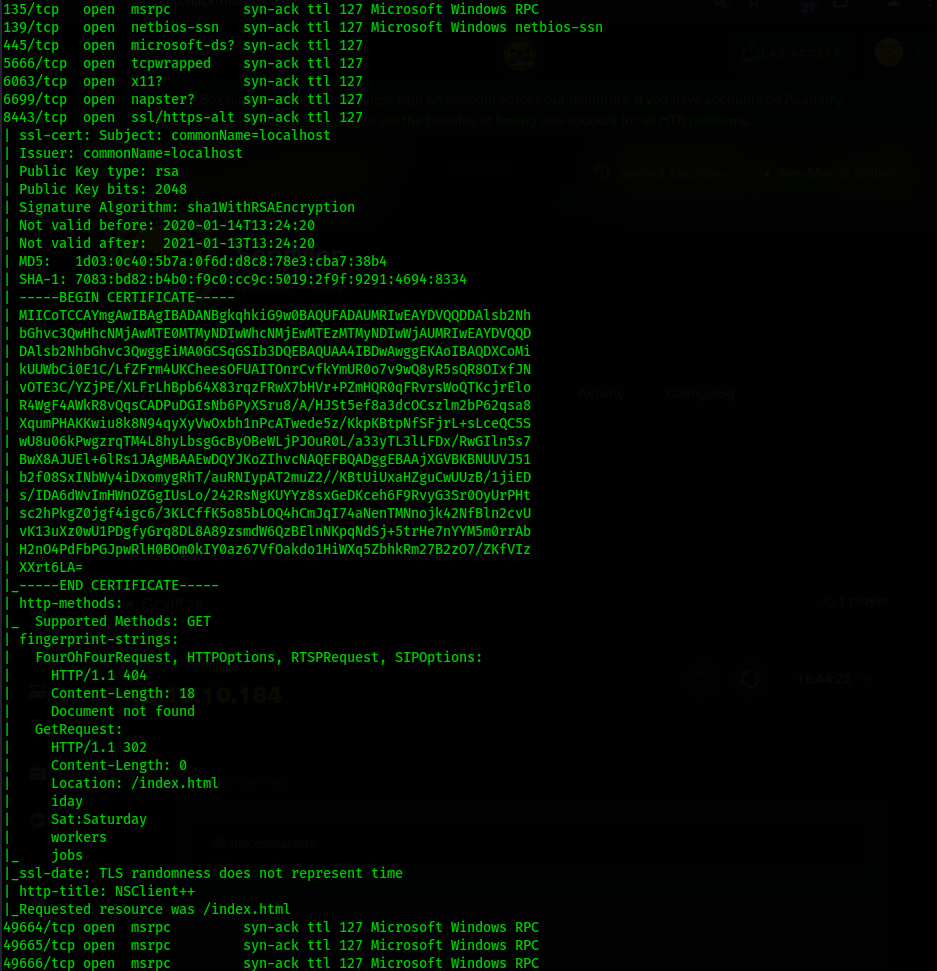 135/tcp   open  msrpc         syn-ack ttl 127 Microsoft Windows RPC
139/tcp   open  netbios-ssn   syn-ack ttl 127 Microsoft Windows netbios-ssn
445/tcp   open  microsoft-ds? syn-ack ttl 127
5666/tcp  open  tcpwrapped    syn-ack ttl 127
6063/tcp  open  x11?          syn-ack ttl 127
6699/tcp  open  napster?      syn-ack ttl 127
8443/tcp  open  ssl/https-alt syn-ack ttl 127
| ssl-cert: Subject: commonName=localhost
| Issuer: commonName=localhost
| Public Key type: rsa
| Public Key bits: 2048
| Signature Algorithm: sha1WithRSAEncryption
| Not valid before: 2020-01-14T13:24:20
| Not valid after:  2021-01-13T13:24:20
| MD5:   1d03:0c40:5b7a:0f6d:d8c8:78e3:cba7:38b4
| SHA-1: 7083:bd82:b4b0:f9c0:cc9c:5019:2f9f:9291:4694:8334
| -----BEGIN CERTIFICATE-----
| MIICoTCCAYmgAwIBAgIBADANBgkqhkiG9w0BAQUFADAUMRIwEAYDVQQDDAlsb2Nh
| bGhvc3QwHhcNMjAwMTE0MTMyNDIwWhcNMjEwMTEzMTMyNDIwWjAUMRIwEAYDVQQD
| DAlsb2NhbGhvc3QwggEiMA0GCSqGSIb3DQEBAQUAA4IBDwAwggEKAoIBAQDXCoMi
| kUUWbCi0E1C/LfZFrm4UKCheesOFUAITOnrCvfkYmUR0o7v9wQ8yR5sQR8OIxfJN
| vOTE3C/YZjPE/XLFrLhBpb64X83rqzFRwX7bHVr+PZmHQR0qFRvrsWoQTKcjrElo
| R4WgF4AWkR8vQqsCADPuDGIsNb6PyXSru8/A/HJSt5ef8a3dcOCszlm2bP62qsa8
| XqumPHAKKwiu8k8N94qyXyVwOxbh1nPcATwede5z/KkpKBtpNfSFjrL+sLceQC5S
| wU8u06kPwgzrqTM4L8hyLbsgGcByOBeWLjPJOuR0L/a33yTL3lLFDx/RwGIln5s7
| BwX8AJUEl+6lRs1JAgMBAAEwDQYJKoZIhvcNAQEFBQADggEBAAjXGVBKBNUUVJ51
| b2f08SxINbWy4iDxomygRhT/auRNIypAT2muZ2//KBtUiUxaHZguCwUUzB/1jiED
| s/IDA6dWvImHWnOZGgIUsLo/242RsNgKUYYz8sxGeDKceh6F9RvyG3Sr0OyUrPHt
| sc2hPkgZ0jgf4igc6/3KLCffK5o85bLOQ4hCmJqI74aNenTMNnojk42NfBln2cvU
| vK13uXz0wU1PDgfyGrq8DL8A89zsmdW6QzBElnNKpqNdSj+5trHe7nYYM5m0rrAb
| H2nO4PdFbPGJpwRlH0BOm0kIY0az67VfOakdo1HiWXq5ZbhkRm27B2zO7/ZKfVIz
| XXrt6LA=
|_-----END CERTIFICATE-----
| http-methods:
|_  Supported Methods: GET
| fingerprint-strings:
|   FourOhFourRequest, HTTPOptions, RTSPRequest, SIPOptions:
|     HTTP/1.1 404
|     Content-Length: 18
|     Document not found
|   GetRequest:
|     HTTP/1.1 302
|     Content-Length: 0
|     Location: /index.html
|     iday
|     Sat:Saturday
|     workers
|_    jobs
|_ssl-date: TLS randomness does not represent time
| http-title: NSClient++
|_Requested resource was /index.html
49664/tcp open  msrpc         syn-ack ttl 127 Microsoft Windows RPC
49665/tcp open  msrpc         syn-ack ttl 127 Microsoft Windows RPC
49666/tcp open  msrpc         syn-ack ttl 127 Microsoft Windows RPC